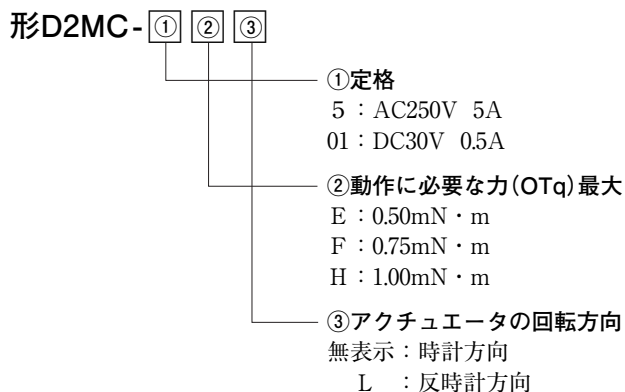 形D2MC-① ② ③
①定格
5：AC250V 5A
01：DC30V 0.5A
②動作に必要な力(OTq)最大
E：0.50mN・m
F：0.75mN・m
H：1.00mN・m
③アクチュエータの回転方向
無表示：時計方向
L ：反時計方向